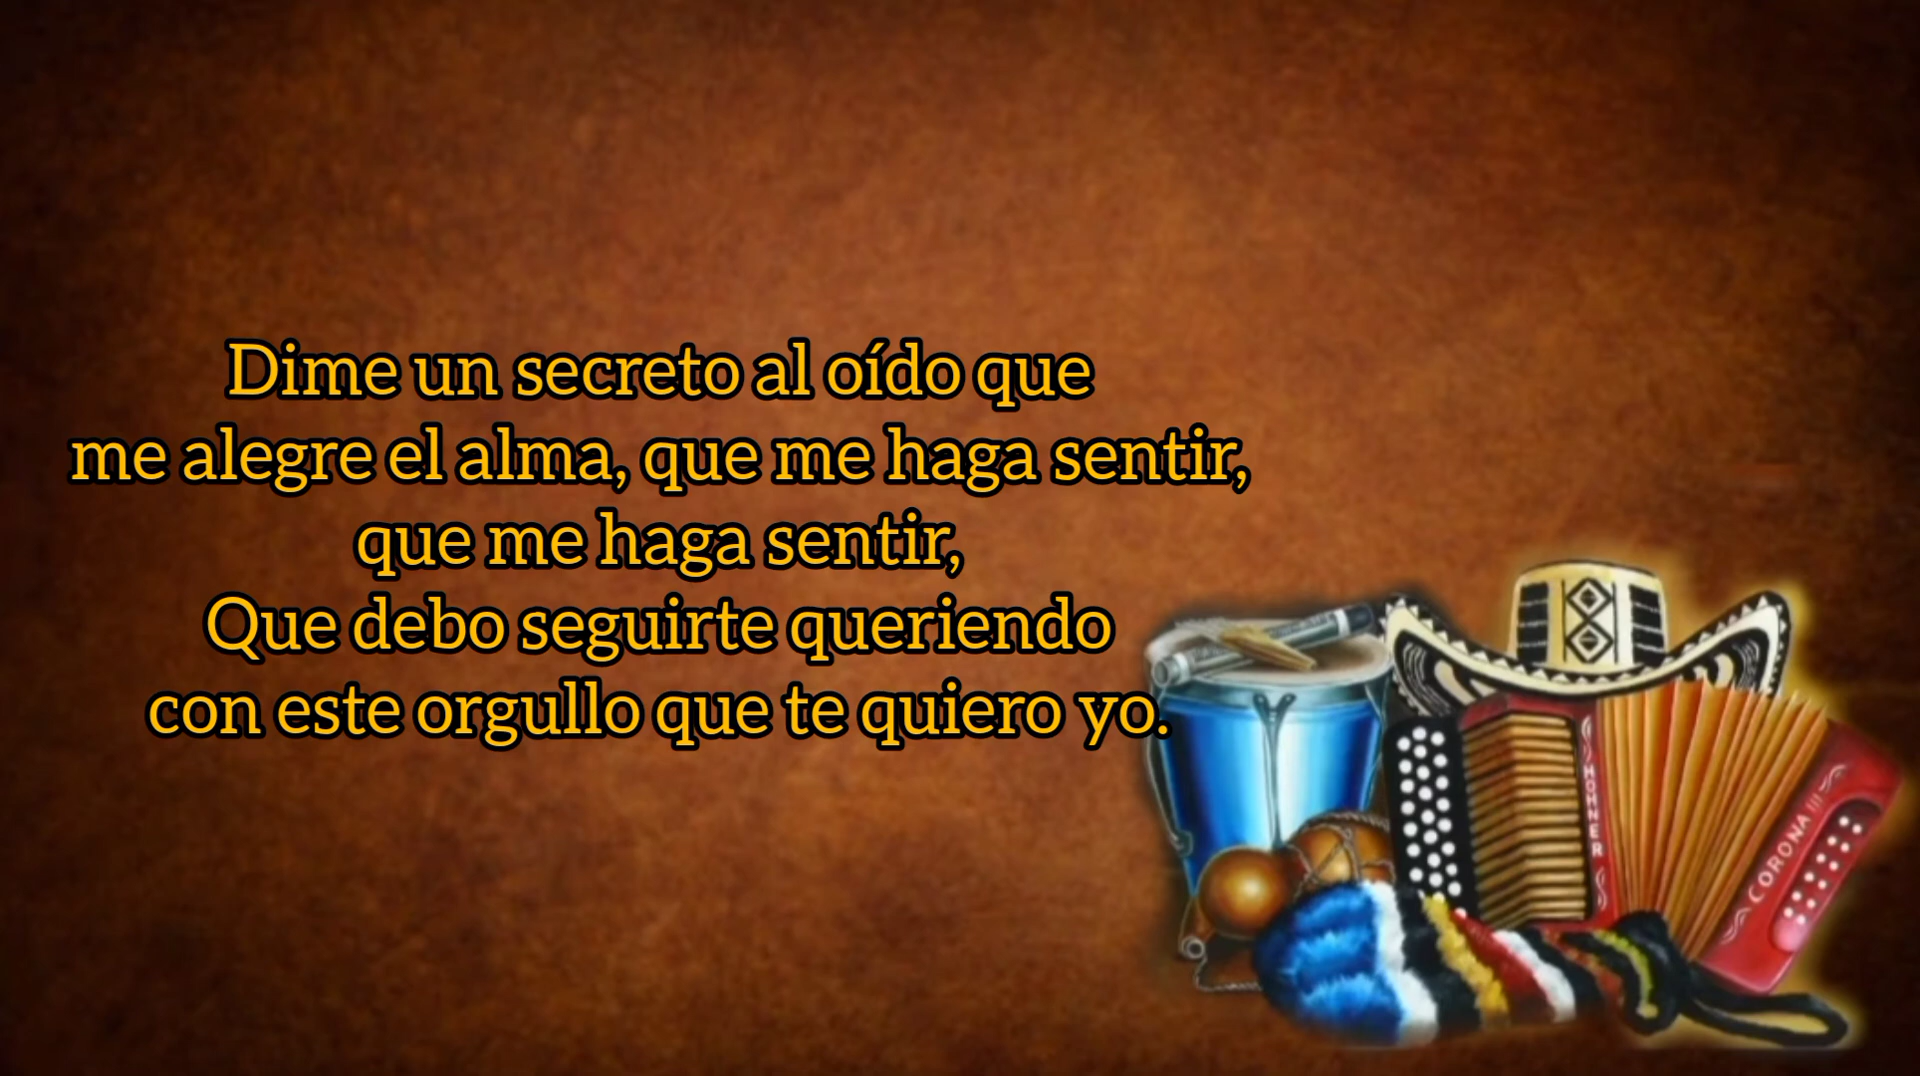 Dime un secreto al oído que
me alegre el alma, que me haga sentir,
que me haga sentir,
Que debo seguirte queriendo
con este orgullo que te quiero yo.
HOHNER
CORONA III